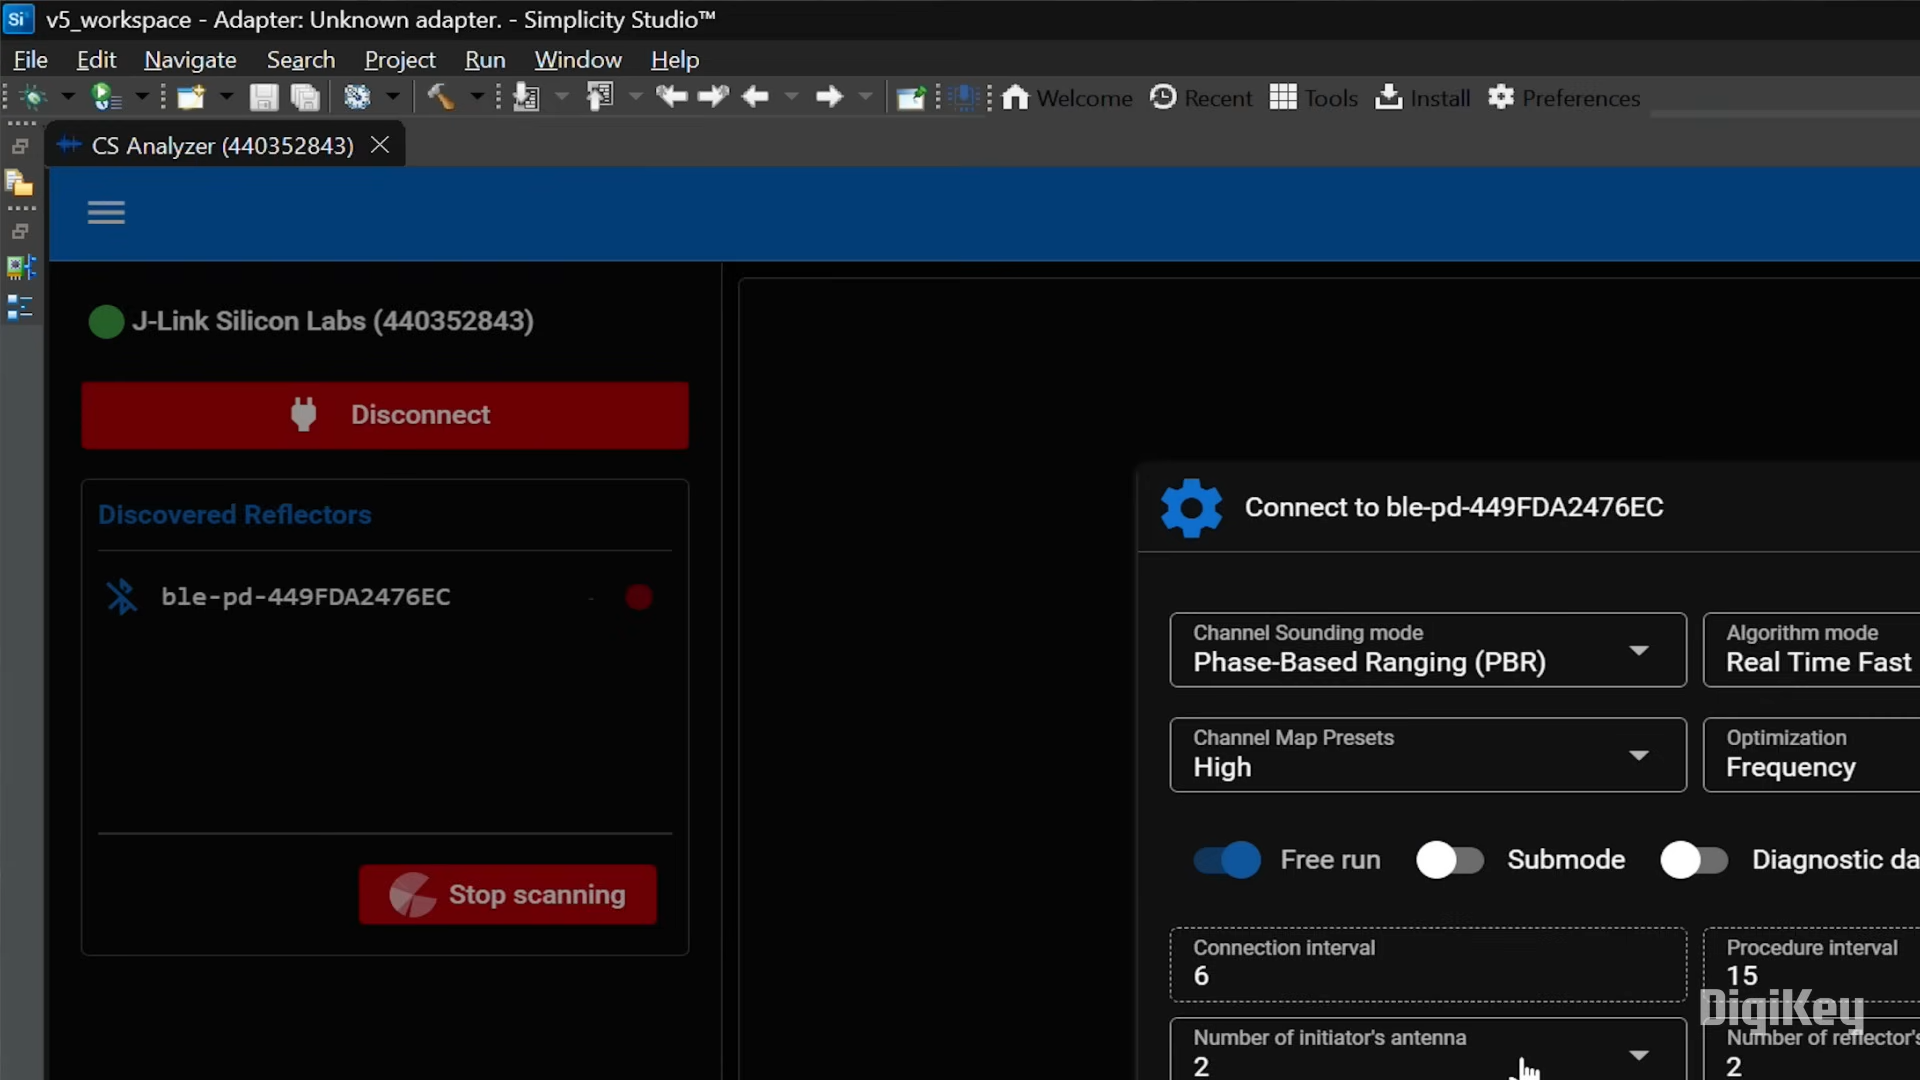 Si v5_workspace - Adapter: Unknown adapter. - Simplicity Studio™
File Edit Navigate Search Project Run Window Help
Welcome Recent Tools Install Preferences
CS Analyzer (440352843)
J-Link Silicon Labs (440352843)
Disconnect
Discovered Reflectors
ble-pd-449FDA2476EC -
Stop scanning
Connect to ble-pd-449FDA2476EC
Channel Sounding mode Algorithm mode
Phase-Based Ranging (PBR) Real Time Fast
Channel Map Presets Optimization
High Frequency
Free run Submode Diagnostic da
Connection interval Procedure interval
6 15
DigiKey
Number of initiator's antenna Number of reflector's
2 2